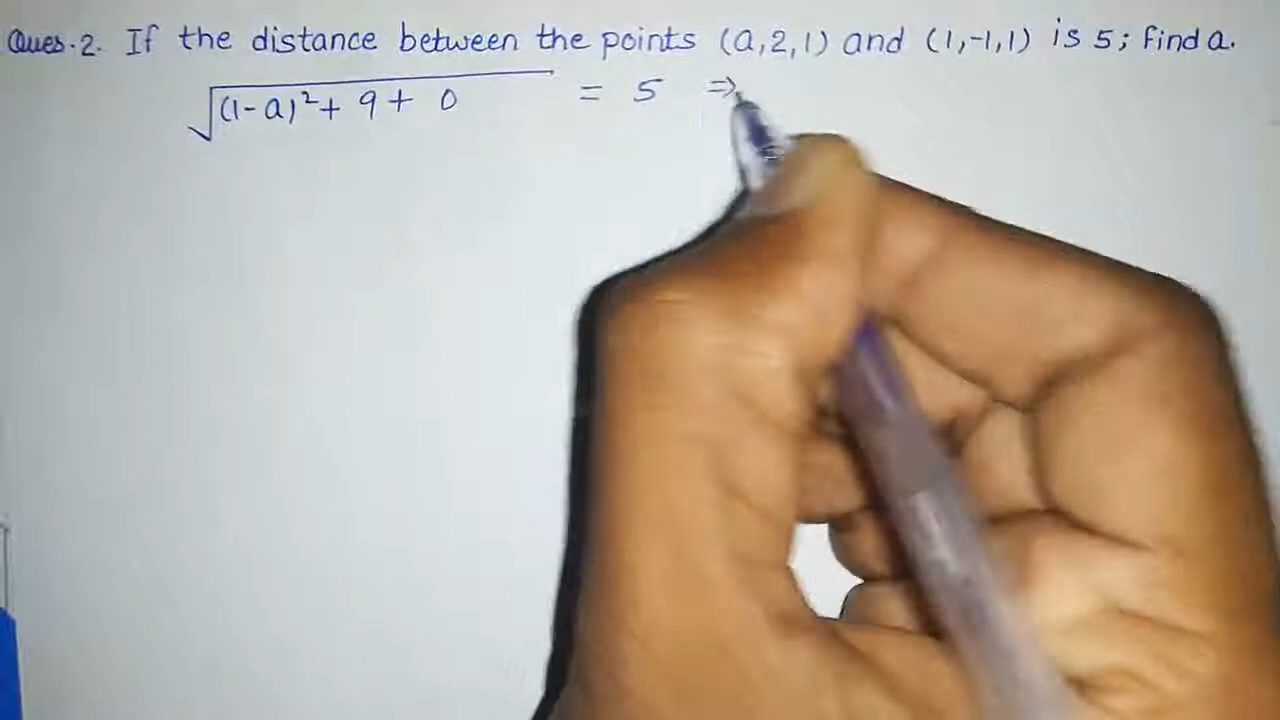 Ques.2. If the distance between the points (a,2,1) and (1,-1,1) is 5; find a.
√(1-a)²+ 9+ 0 = 5 ⇒